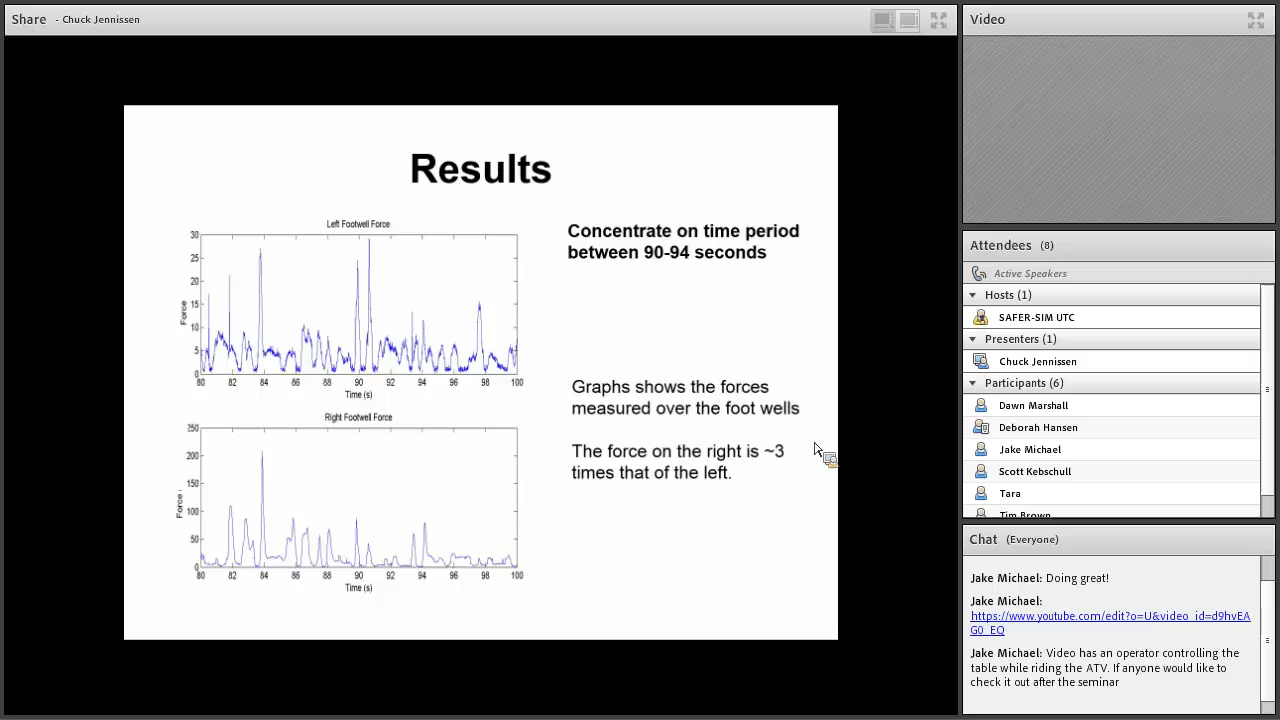 Share - Chuck Jennissen
Results
Left Footwell Force
30
25
20
15
10
5
0
Force
80 82 84 86 88 90 92 94 96 98 100
Time (s)
Right Footwell Force
250
200
150
100
50
0
Force
80 82 84 86 88 90 92 94 96 98 100
Time (s)
Concentrate on time period
between 90-94 seconds
Graphs shows the forces
measured over the foot wells
The force on the right is ~3
times that of the left.
Video
Attendees (8)
Active Speakers
Hosts (1)
SAFER-SIM UTC
Presenters (1)
Chuck Jennissen
Participants (6)
Dawn Marshall
Deborah Hansen
Jake Michael
Scott Kebschull
Tara
Tim Brown
Chat (Everyone)
Jake Michael: Doing great!
Jake Michael:
https://www.youtube.com/edit?o=U&video_id=d9hvEA
G0_EQ
Jake Michael: Video has an operator controlling the
table while riding the ATV. If anyone would like to
check it out after the seminar